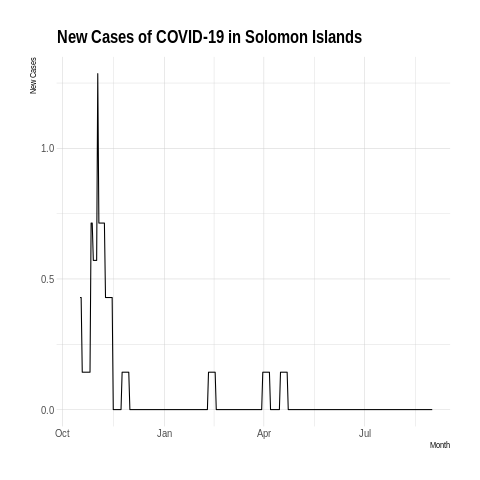 New Cases of COVID-19 in Solomon Islands
New Cases
1.0
0.5
0.0
Oct Jan Apr Jul
Month